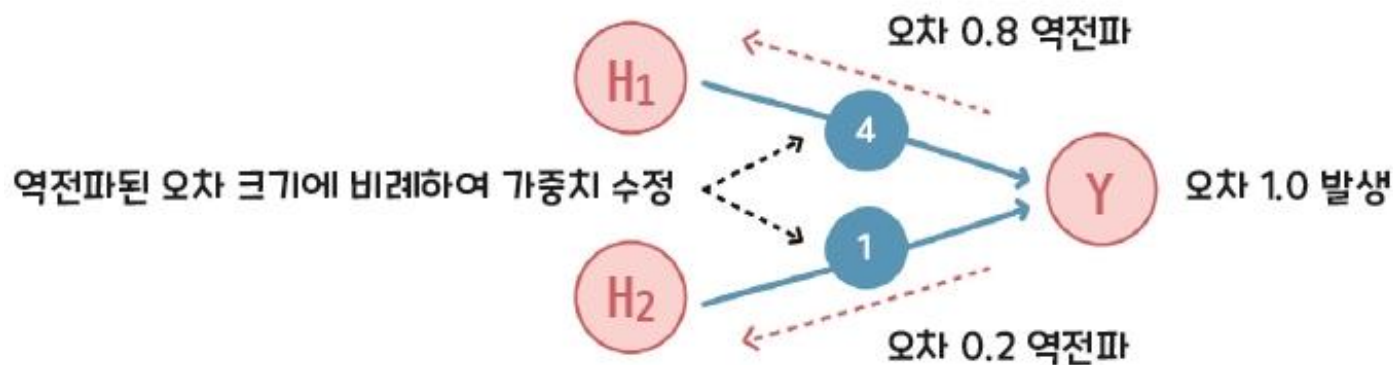 오차 0.8 역전파
H1
4
역전파된 오차 크기에 비례하여 가중치 수정
Y
오차 1.0 발생
1
H2
오차 0.2 역전파